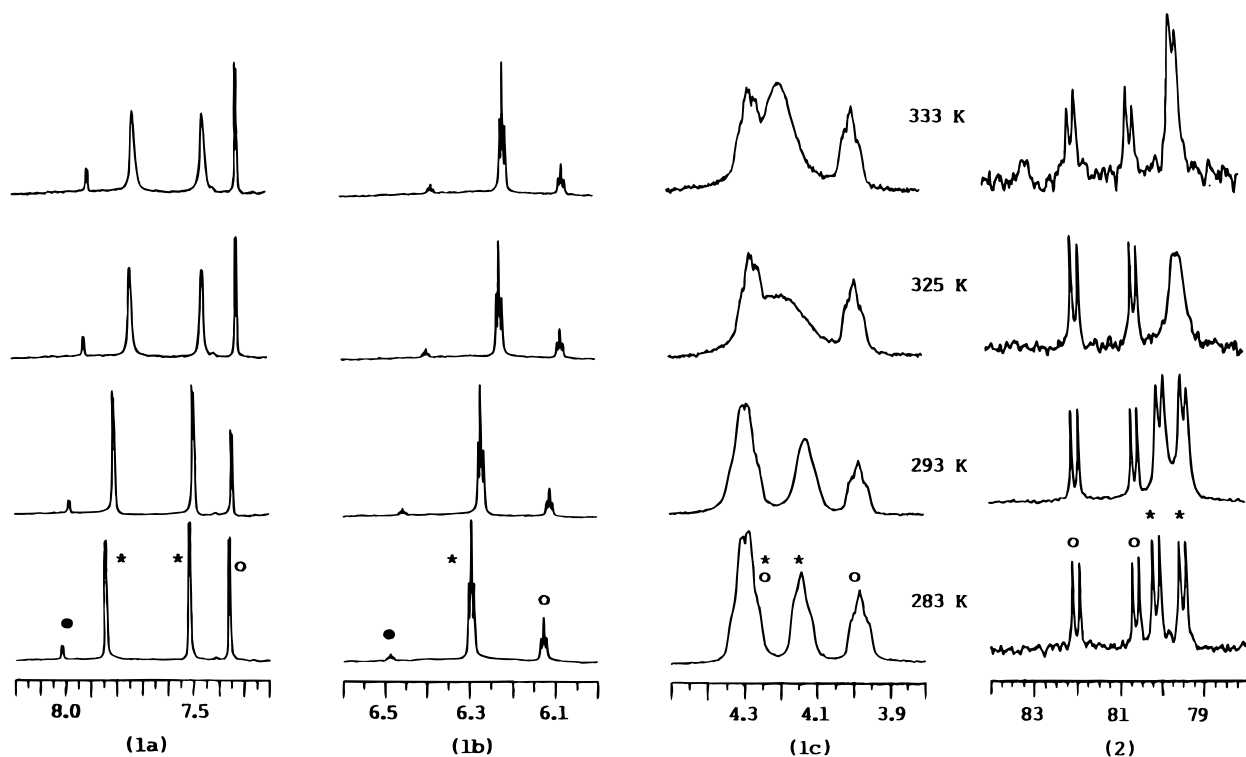 333 K
325 K
293 K
* *
* * O * * * O O * *
● ● O O O
283 K
8.0 7.5 6.5 6.3 6.1 4.3 4.1 3.9 83 81 79
(1a) (1b) (1c) (2)